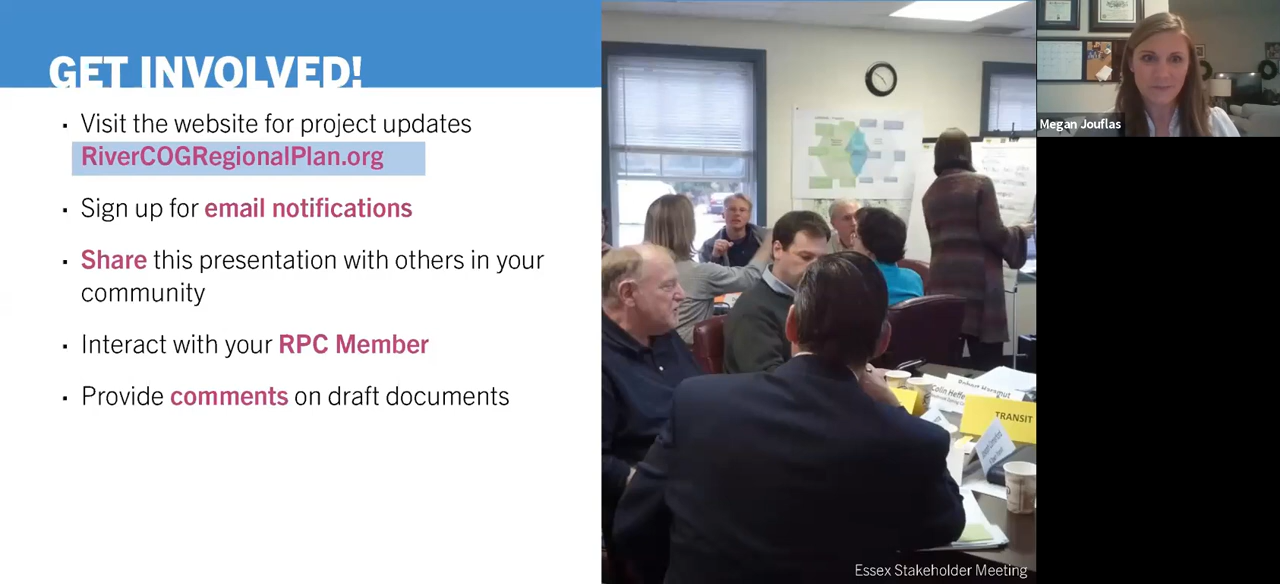 GET INVOLVED!
· Visit the website for project updates
RiverCOGRegionalPlan.org
· Sign up for email notifications
· Share this presentation with others in your
community
· Interact with your RPC Member
· Provide comments on draft documents
Megan Jouflas
Colin Heffe
TRANSIT
Essex Stakeholder Meeting